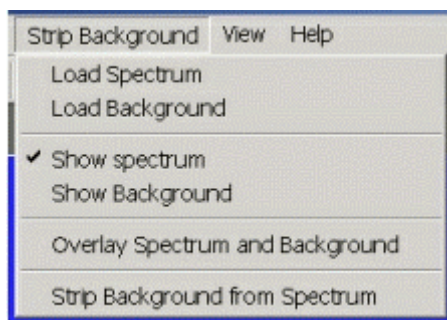 Strip Background View Help
Load Spectrum
Load Background
Show spectrum
Show Background
Overlay Spectrum and Background
Strip Background from Spectrum